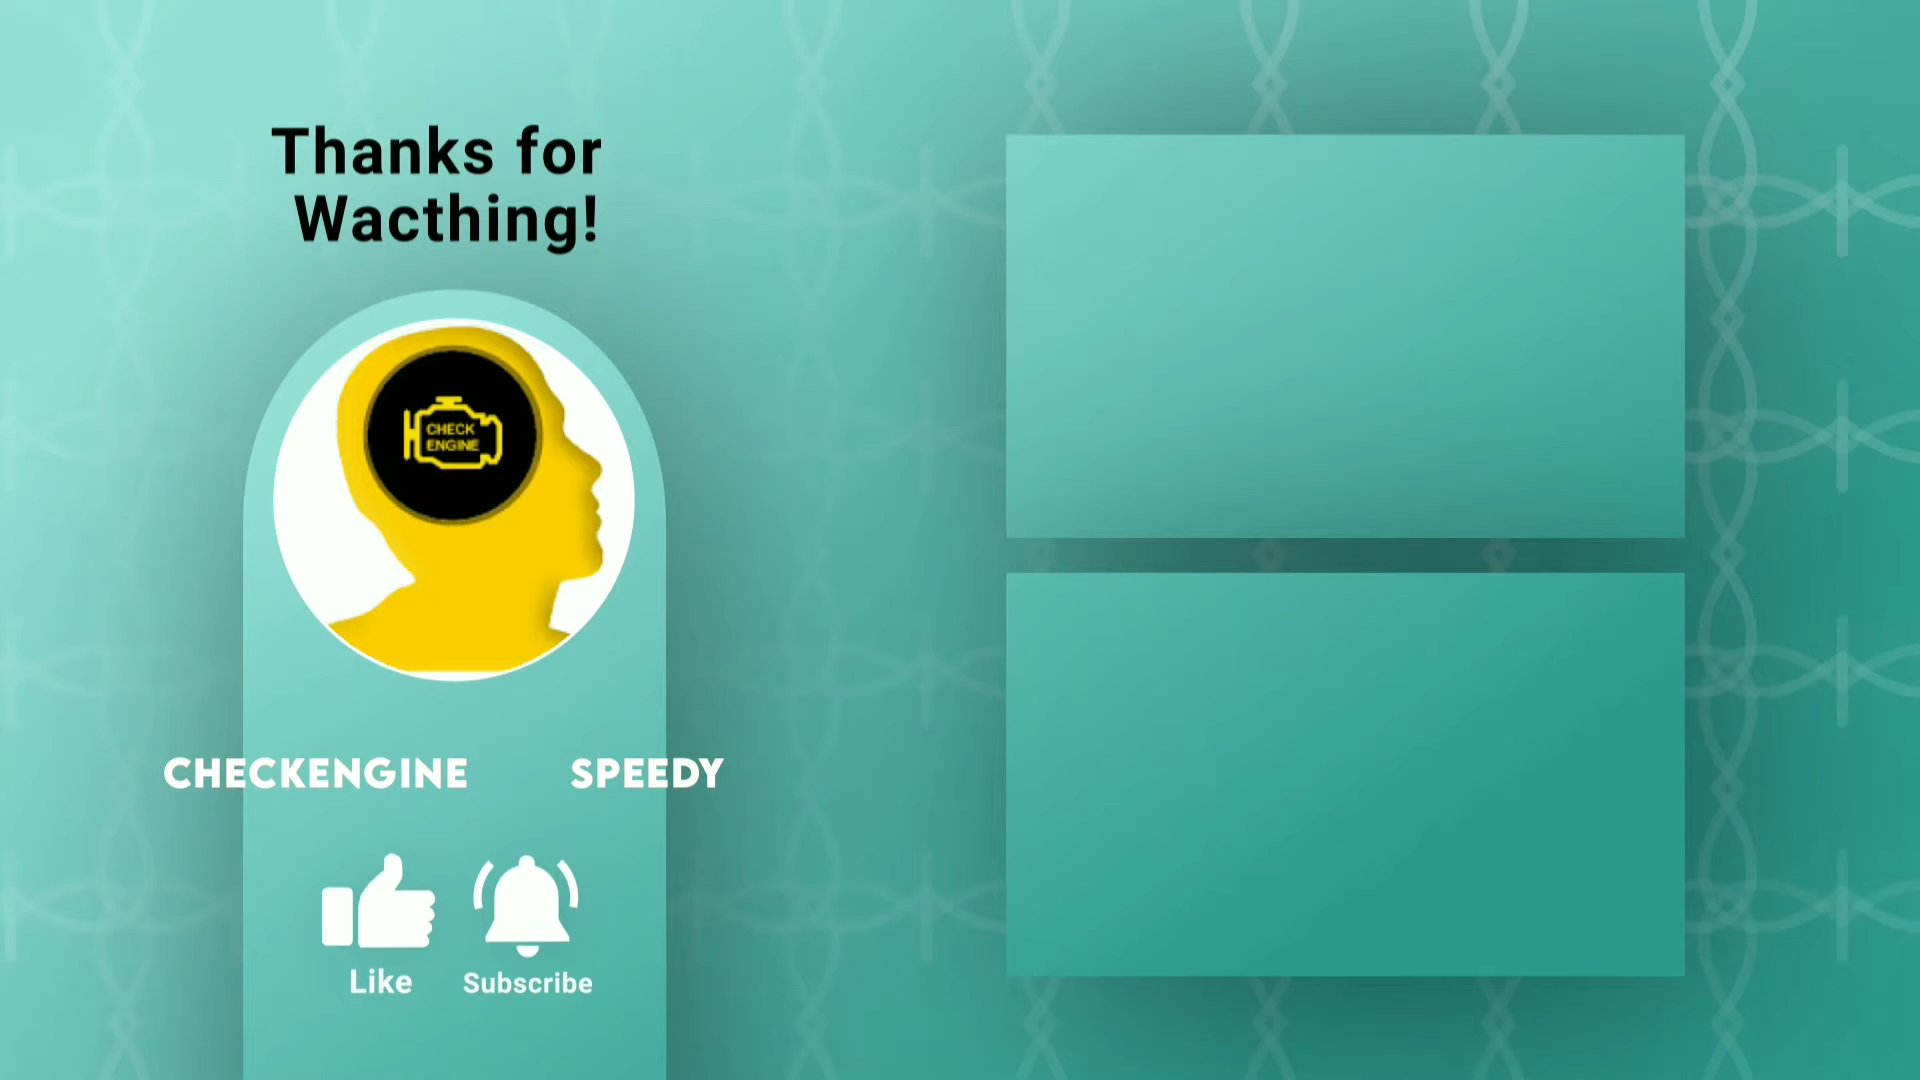 Thanks for
Wacthing!
CHECK
ENGINE
CHECKENGINE SPEEDY
Like Subscribe